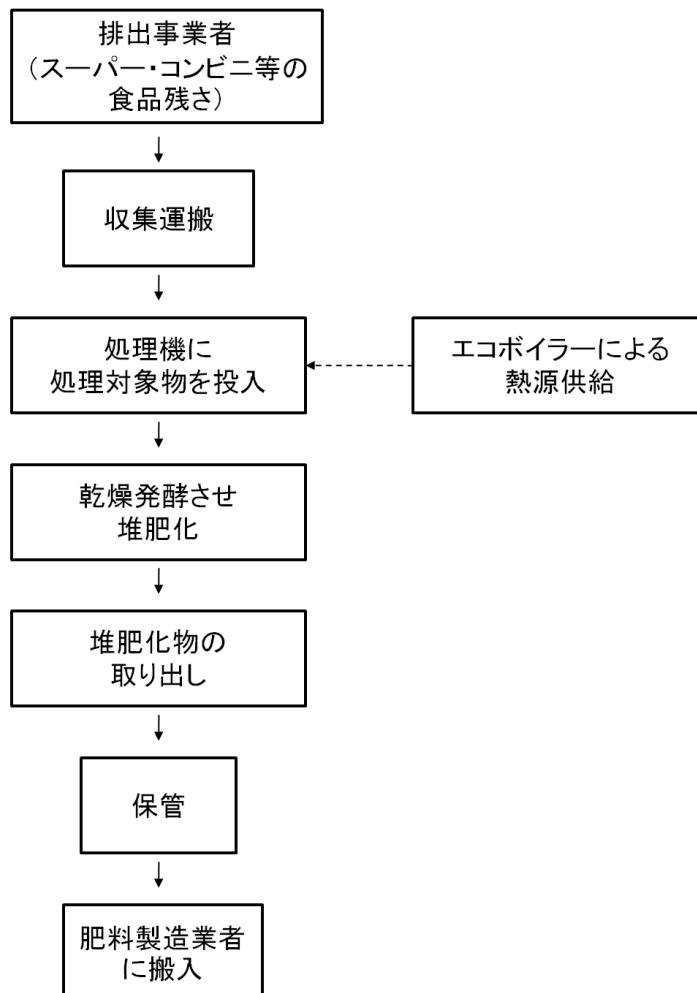 排出事業者
(スーパー・コンビニ等の
食品残さ)
収集運搬
処理機に
処理対象物を投入
エコボイラーによる
熱源供給
乾燥発酵させ
堆肥化
堆肥化物の
取り出し
保管
肥料製造業者
に搬入